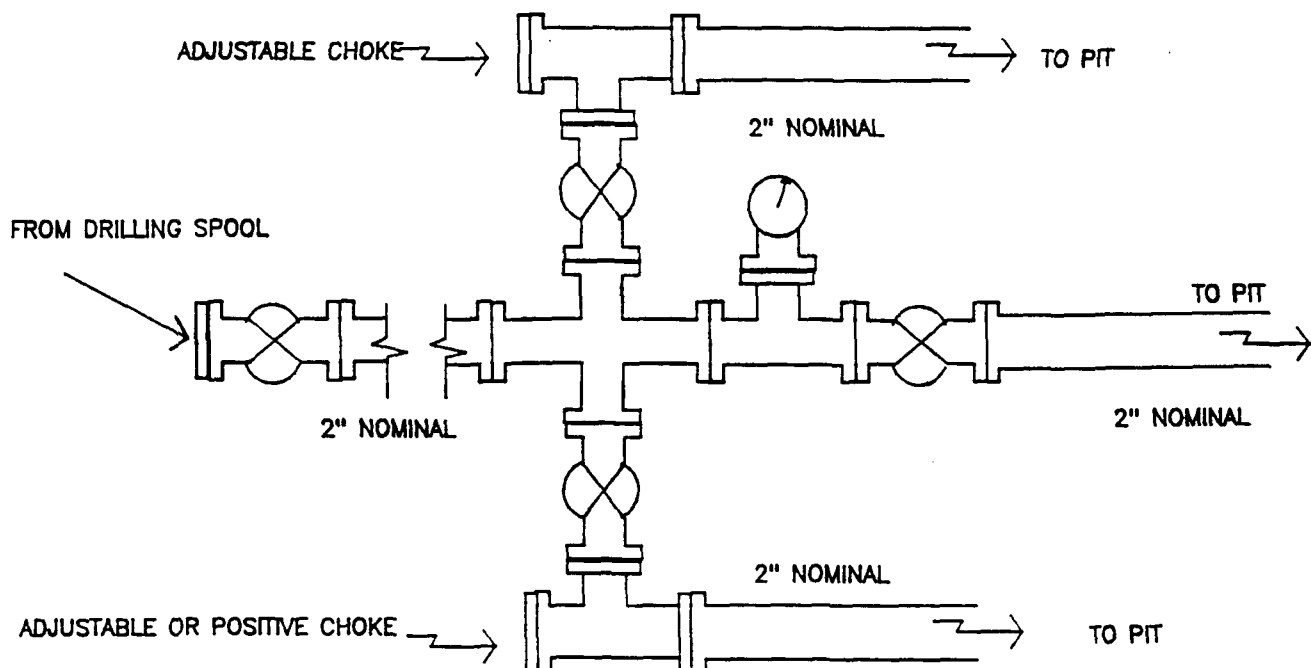 ADJUSTABLE CHOKE
TO PIT
2" NOMINAL
FROM DRILLING SPOOL
TO PIT
2" NOMINAL
2" NOMINAL
2" NOMINAL
ADJUSTABLE OR POSITIVE CHOKE
TO PIT